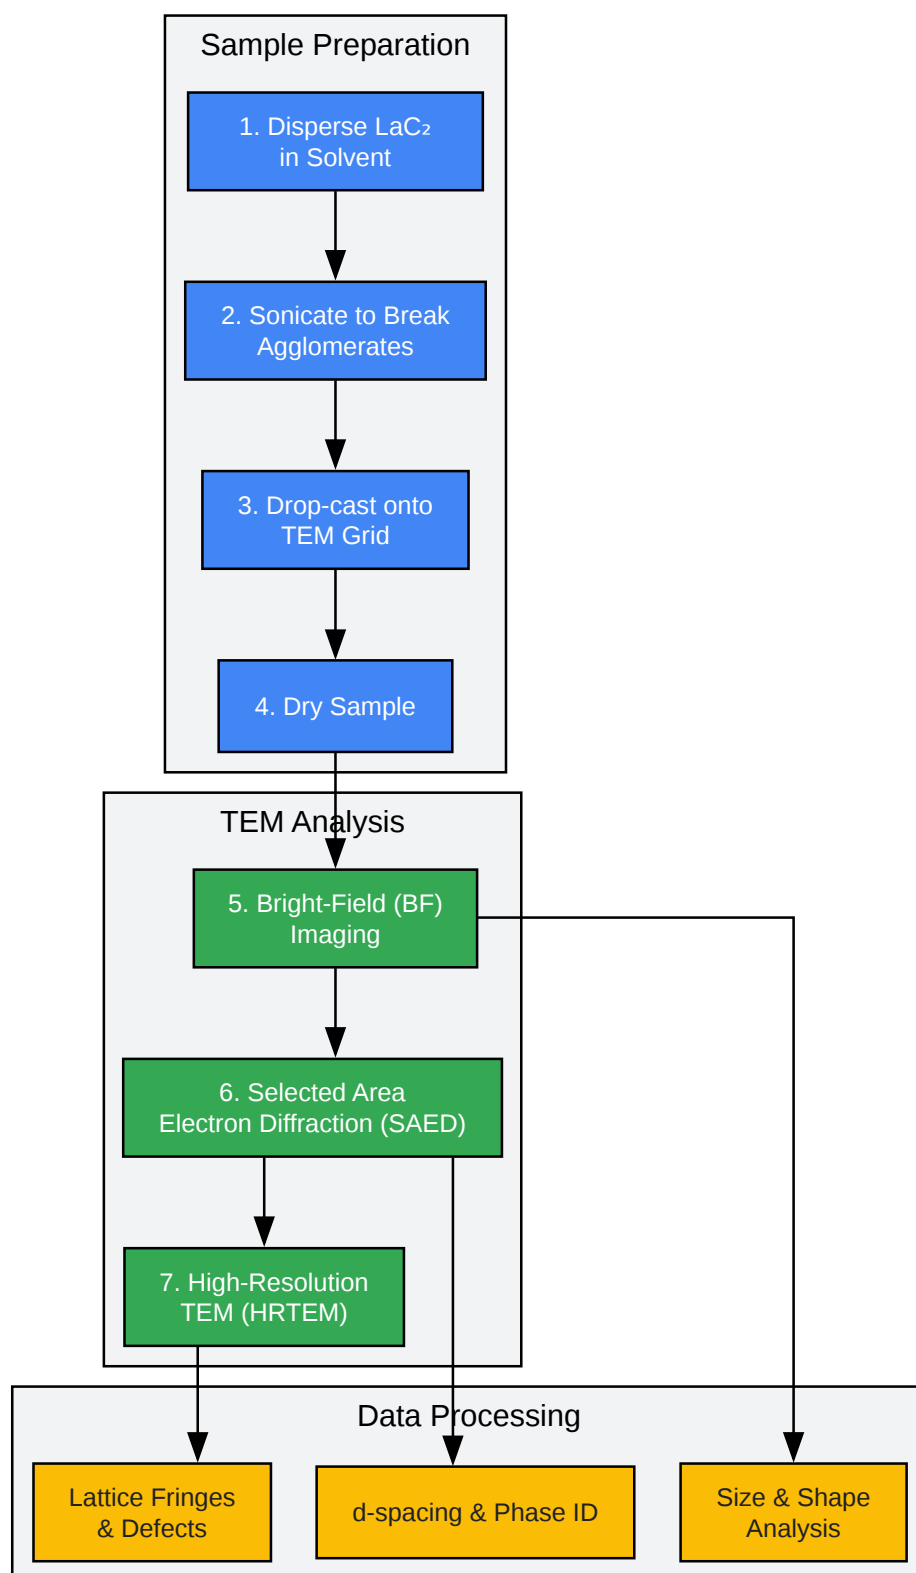 Sample Preparation
1. Disperse LaC₂
in Solvent
2. Sonicate to Break
Agglomerates
3. Drop-cast onto
TEM Grid
4. Dry Sample
TEM Analysis
5. Bright-Field (BF)
Imaging
6. Selected Area
Electron Diffraction (SAED)
7. High-Resolution
TEM (HRTEM)
Data Processing
Lattice Fringes
& Defects
d-spacing & Phase ID
Size & Shape
Analysis